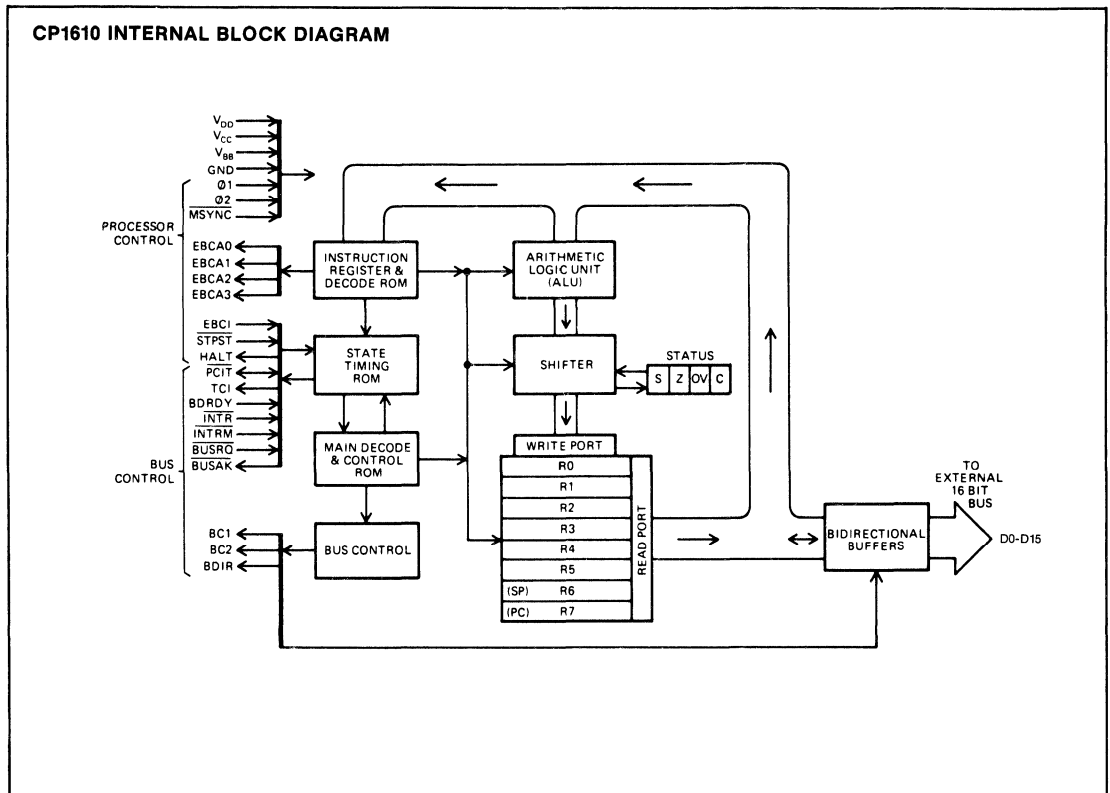 CP1610 INTERNAL BLOCK DIAGRAM
VDD
VCC
VBB
GND
Ø1
Ø2
MSYNC
PROCESSOR
CONTROL
EBCA0
EBCA1
EBCA2
EBCA3
EBCI
STPST
HALT
PCIT
TCI
BDRDY
INTR
INTRM
BUSRQ
BUSAK
BUS
CONTROL
BC1
BC2
BDIR
INSTRUCTION
REGISTER &
DECODE ROM
STATE
TIMING
ROM
MAIN DECODE
& CONTROL
ROM
BUS CONTROL
ARITHMETIC
LOGIC UNIT
(ALU)
SHIFTER
STATUS
S Z OV C
WRITE PORT
R0
R1
R2
R3
R4
R5
(SP) R6
(PC) R7
READ PORT
BIDIRECTIONAL
BUFFERS
TO
EXTERNAL
16 BIT
BUS
D0-D15